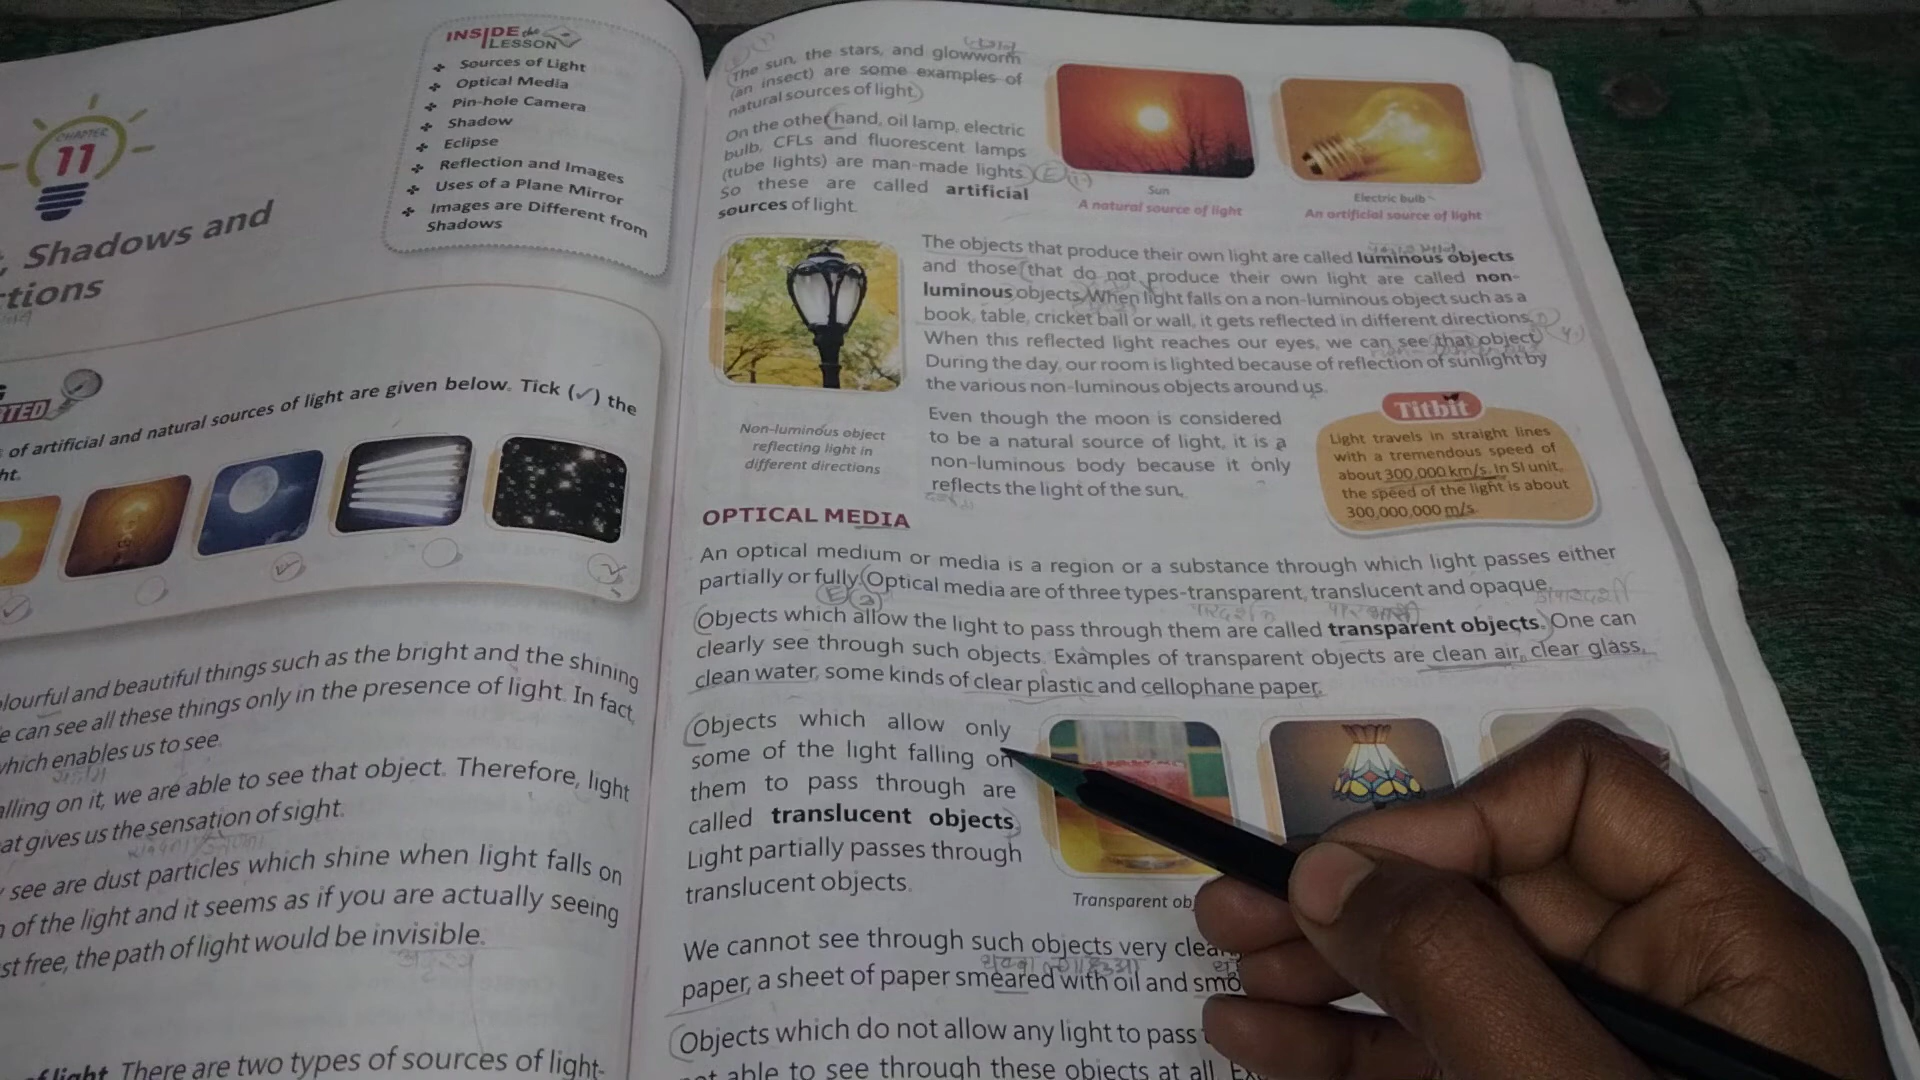 INSIDE the
LESSON
Sources of Light
Optical Media
Pin-hole Camera
Shadow
Eclipse
Reflection and Images
Uses of a Plane Mirror
Images are Different from
Shadows
CHAPTER
11
, Shadows and
of artificial and natural sources of light are given below. Tick (✓) the
colourful and beautiful things such as the bright and the shining
can see all these things only in the presence of light. In fact,
which enables us to see.
falling on it, we are able to see that object. Therefore, light
that gives us the sensation of sight.
see are dust particles which shine when light falls on
of the light and it seems as if you are actually seeing
free, the path of light would be invisible.
of light. There are two types of sources of light-
The sun, the stars, and glowworm
(an insect) are some examples of
natural sources of light.
On the other hand, oil lamp, electric
bulb, CFLs and fluorescent lamps
(tube lights) are man-made lights.
So these are called artificial
sources of light.
Sun
A natural source of light
Electric bulb
An artificial source of light
The objects that produce their own light are called luminous objects
and those that do not produce their own light are called non-
luminous objects. When light falls on a non-luminous object such as a
book, table, cricket ball or wall, it gets reflected in different directions.
When this reflected light reaches our eyes, we can see that object.
During the day, our room is lighted because of reflection of sunlight by
the various non-luminous objects around us.
Non-luminous object
reflecting light in
different directions
Even though the moon is considered
to be a natural source of light, it is a
non-luminous body because it only
reflects the light of the sun.
Titbit
Light travels in straight lines
with a tremendous speed of
about 300,000 km/s. In SI unit,
the speed of the light is about
300,000,000 m/s.
OPTICAL MEDIA
An optical medium or media is a region or a substance through which light passes either
partially or fully. Optical media are of three types-transparent, translucent and opaque.
Objects which allow the light to pass through them are called transparent objects. One can
clearly see through such objects. Examples of transparent objects are clean air, clear glass,
clean water, some kinds of clear plastic and cellophane paper.
Objects which allow only
some of the light falling on
them to pass through are
called translucent objects.
Light partially passes through
translucent objects.
Transparent
We cannot see through such objects very
paper, a sheet of paper smeared with oil and
Objects which do not allow any light to pass
able to see through these objects at all.